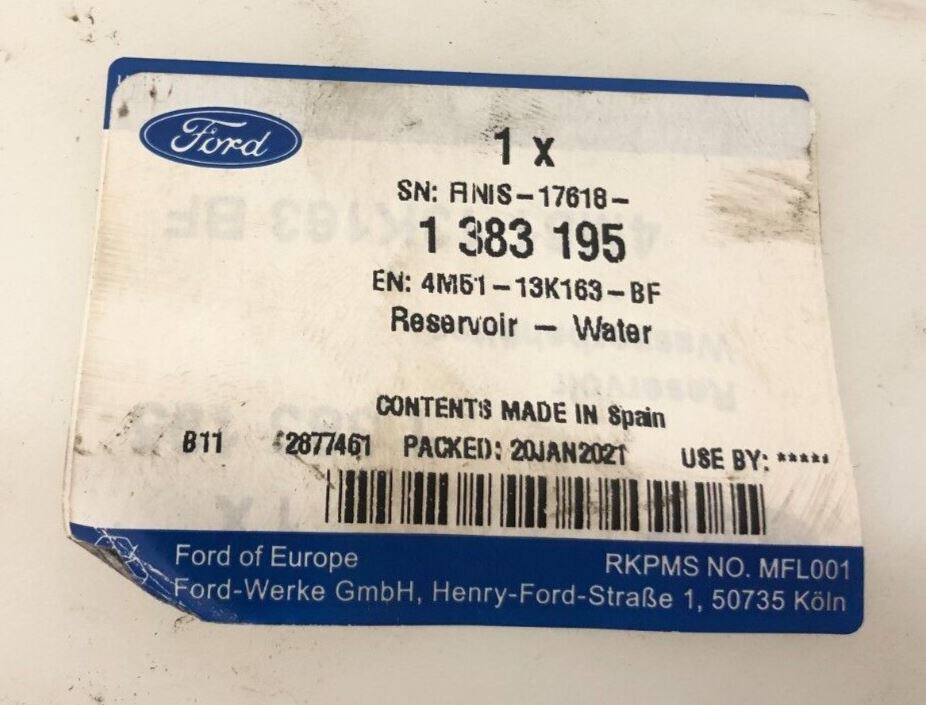 Ford
1 x
SN: FINIS-17618-
1 383 195
EN: 4M51-13K163-BF
Reservoir - Water
CONTENTS MADE IN Spain
B11 42877461 PACKED: 20JAN2021 USE BY: *****
Ford of Europe RKPMS NO. MFL001
Ford-Werke GmbH, Henry-Ford-Straße 1, 50735 Köln